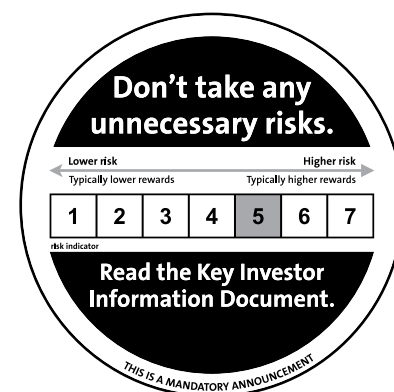 Don't take any
unnecessary risks.
Lower risk Higher risk
Typically lower rewards Typically higher rewards
1 2 3 4 5 6 7
risk indicator
Read the Key Investor
Information Document.
THIS IS A MANDATORY ANNOUNCEMENT